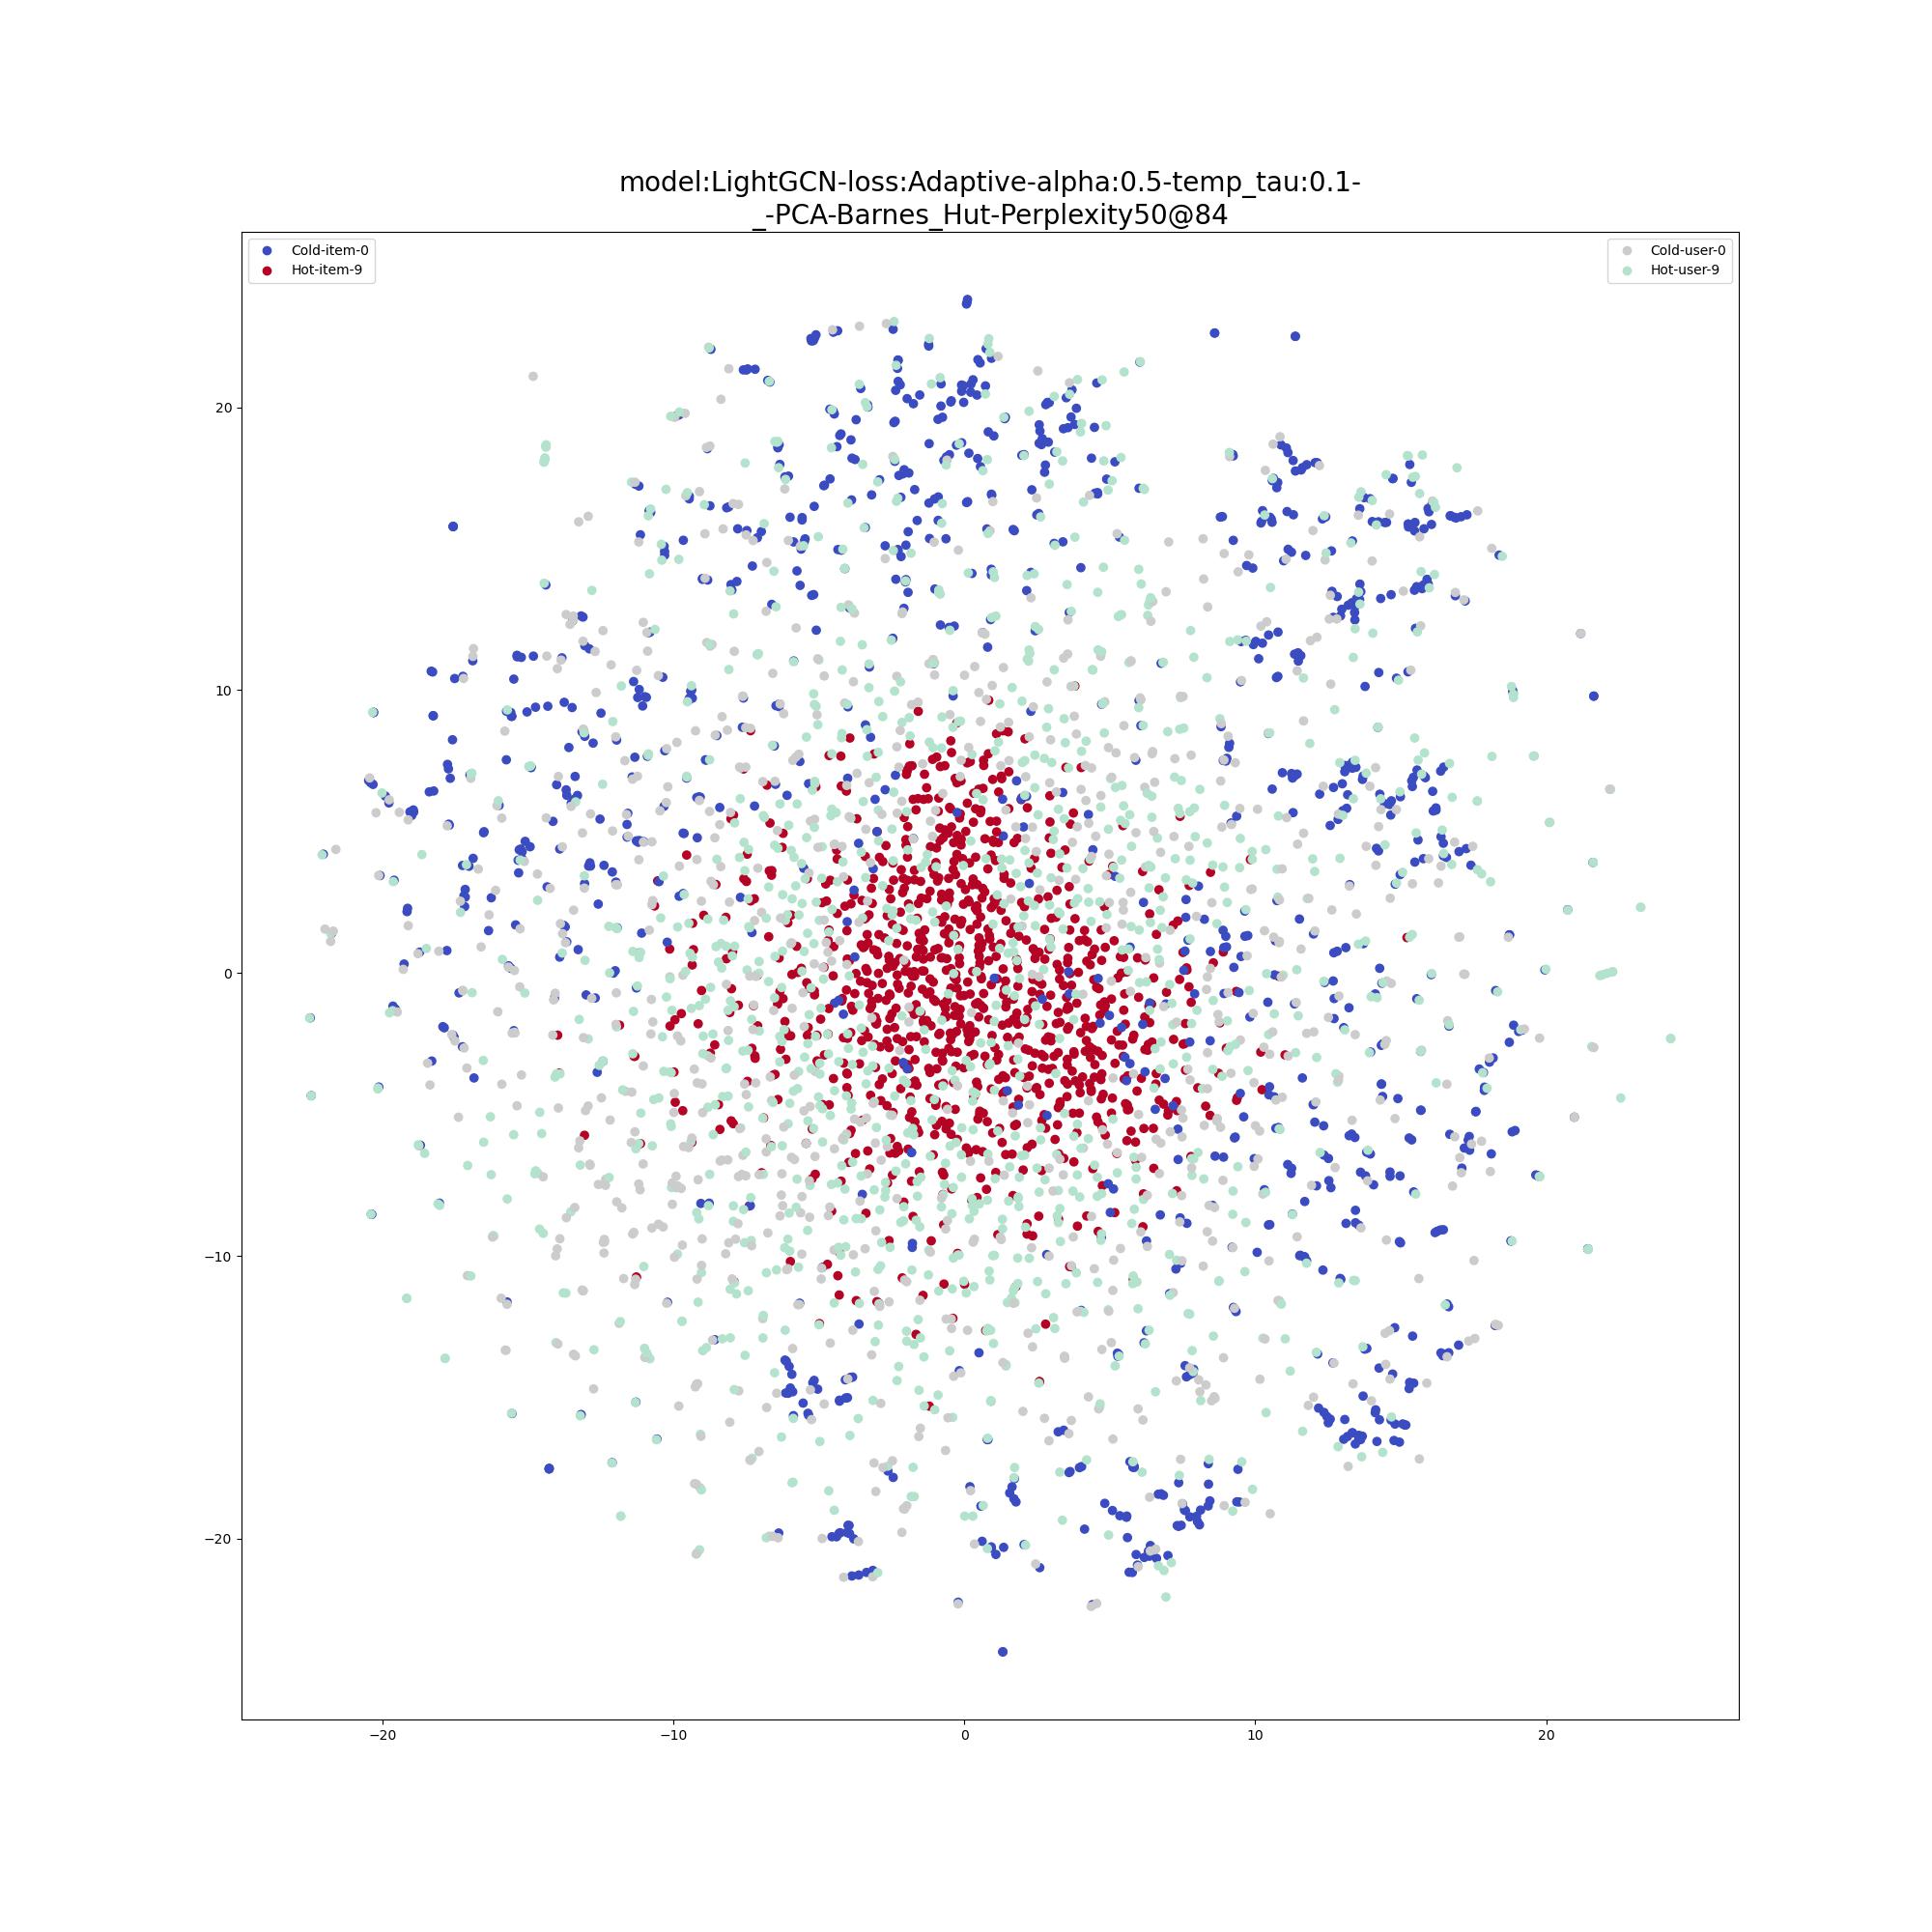 model:LightGCN-loss:Adaptive-alpha:0.5-temp_tau:0.1-
_-PCA-Barnes_Hut-Perplexity50@84
Cold-item-0
Hot-item-9
Cold-user-0
Hot-user-9
20
10
0
−10
−20
−20
−10
0
10
20